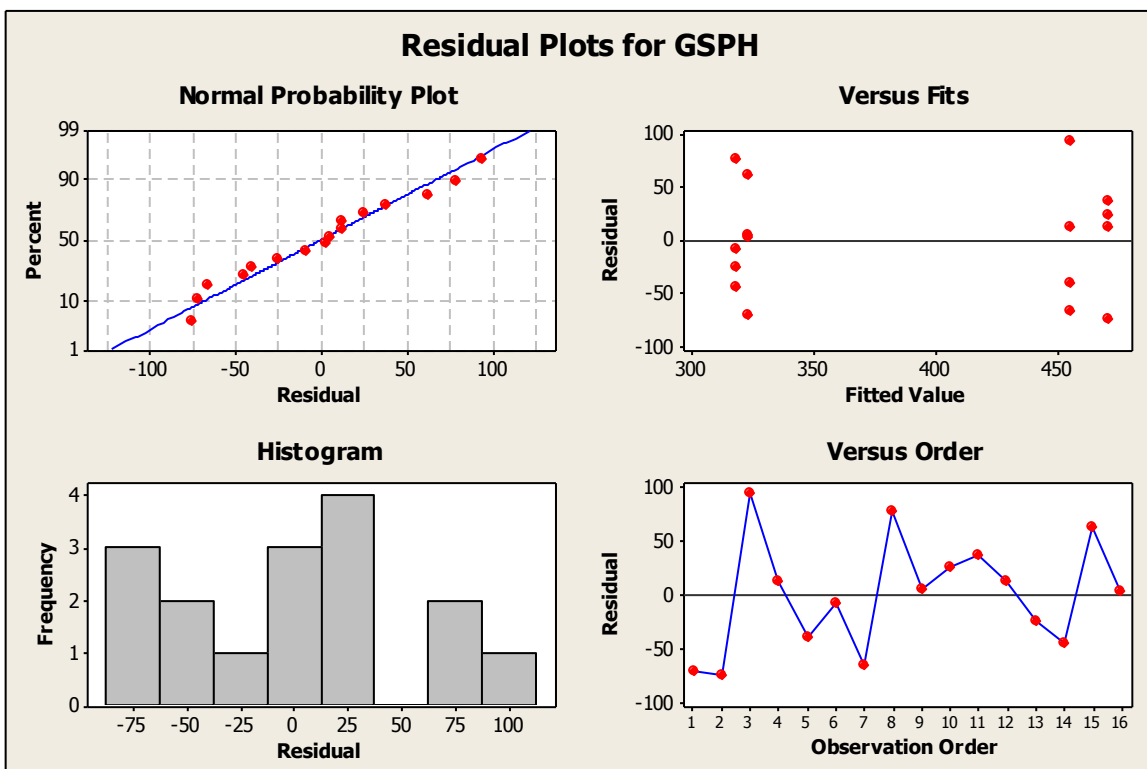 Residual Plots for GSPH
Normal Probability Plot
99
90
50
10
1
Percent
-100 -50 0 50 100
Residual
Versus Fits
100
50
0
-50
-100
Residual
300 350 400 450
Fitted Value
Histogram
4
3
2
1
0
Frequency
-75 -50 -25 0 25 50 75 100
Residual
Versus Order
100
50
0
-50
-100
Residual
1 2 3 4 5 6 7 8 9 10 11 12 13 14 15 16
Observation Order